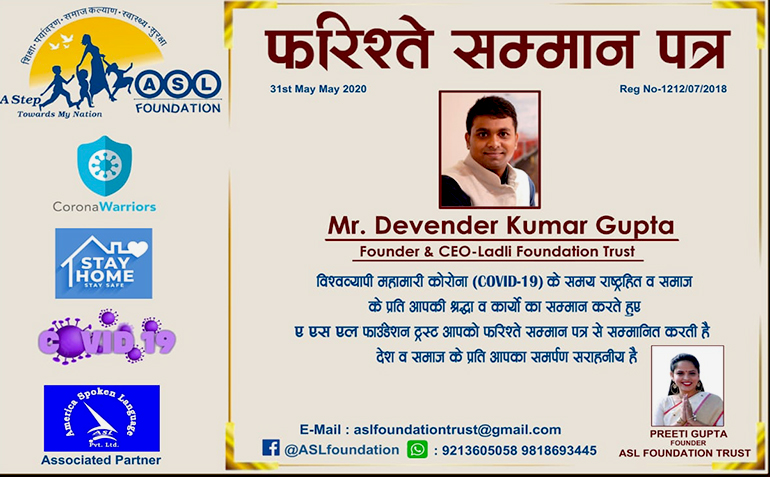 शिक्षा・पर्यावरण・समाज कल्याण・स्वास्थ्य・सुरक्षा
A Step
Towards My Nation
ASL
FOUNDATION
CoronaWarriors
STAY
HOME
STAY SAFE
COVID 19
America Spoken Language
ASL
Pvt. Ltd.
Associated Partner
फरिश्ते सम्मान पत्र
31st May May 2020
Reg No-1212/07/2018
Mr. Devender Kumar Gupta
Founder & CEO-Ladli Foundation Trust
विश्वव्यापी महामारी कोरोना (COVID-19) के समय राष्ट्रहित व समाज
के प्रति आपकी श्रद्धा व कार्यो का सम्मान करते हुए
ए एस एल फाउंडेशन ट्रस्ट आपको फरिश्ते सम्मान पत्र से सम्मानित करती है
देश व समाज के प्रति आपका समर्पण सराहनीय है
E-Mail : aslfoundationtrust@gmail.com
@ASLfoundation : 9213605058 9818693445
PREETI GUPTA
FOUNDER
ASL FOUNDATION TRUST